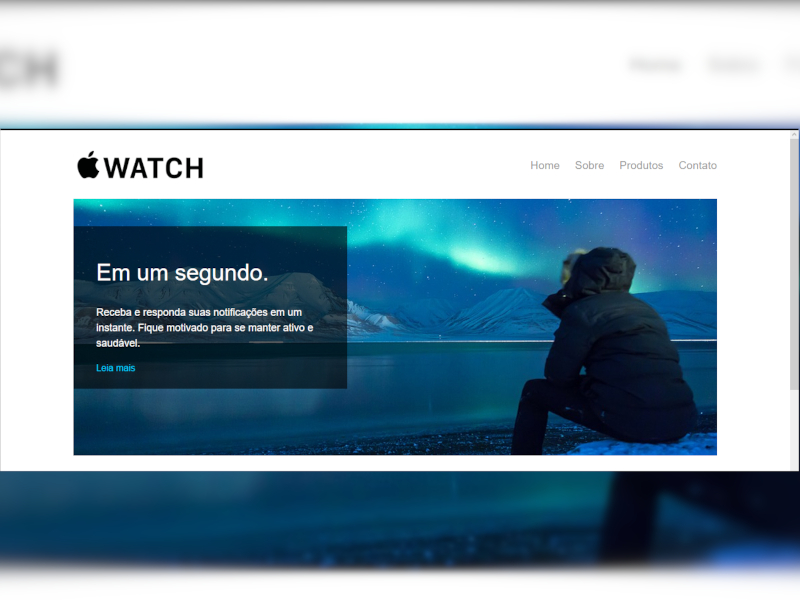 WATCH
Home Sobre Produtos Contato
Em um segundo.
Receba e responda suas notificações em um
instante. Fique motivado para se manter ativo e
saudável.
Leia mais